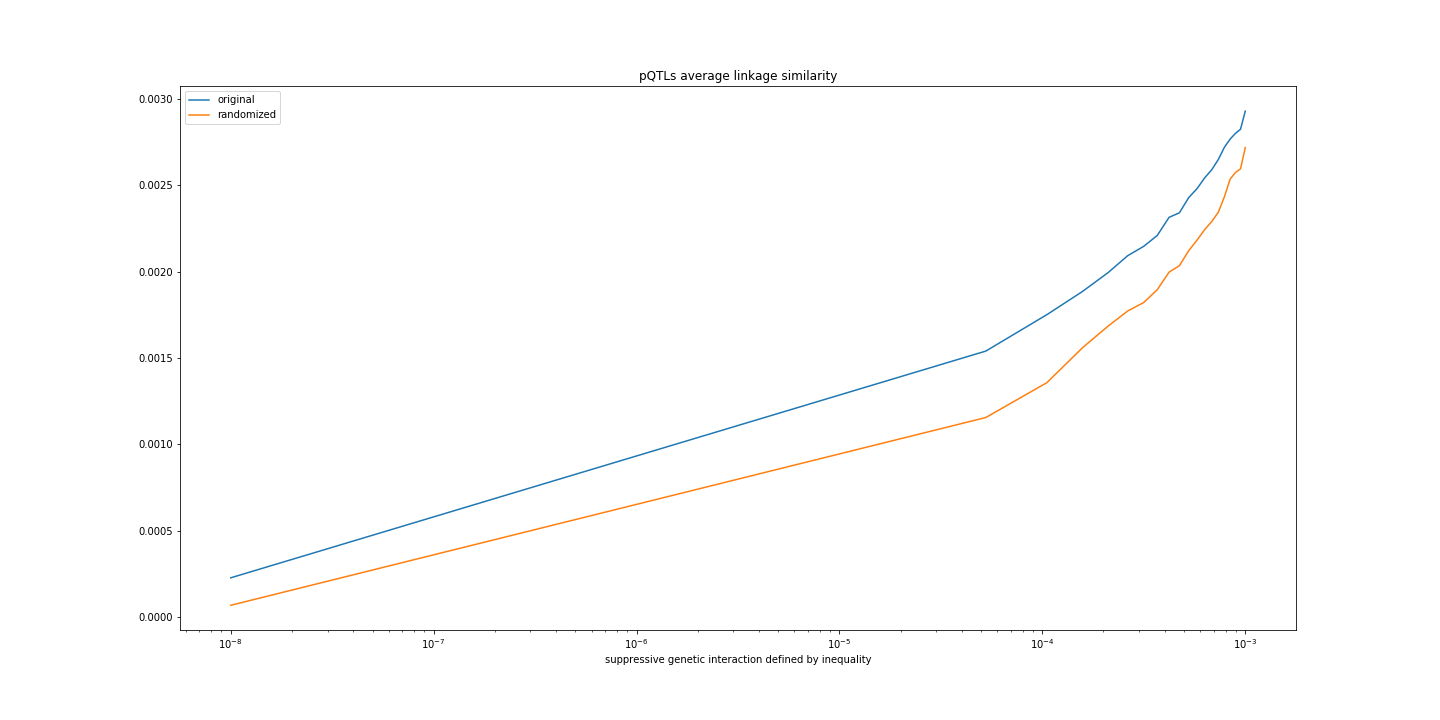 pQTLs average linkage similarity
original
randomized
0.0030
0.0025
0.0020
0.0015
0.0010
0.0005
0.0000
10⁻⁸ 10⁻⁷ 10⁻⁶ 10⁻⁵ 10⁻⁴ 10⁻³
suppressive genetic interaction defined by inequality